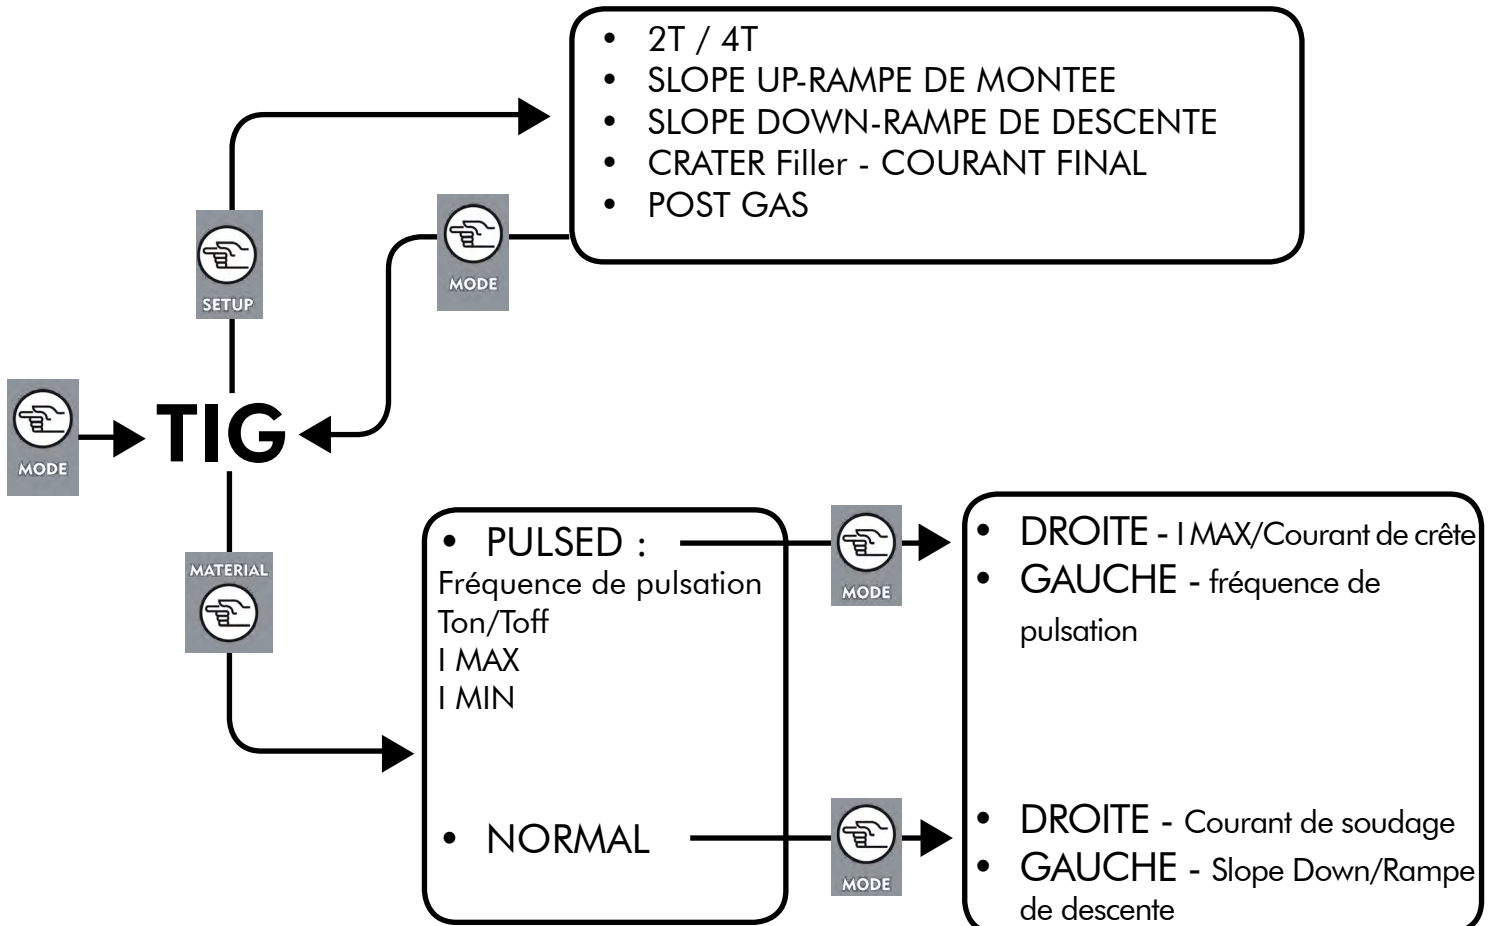 • 2T / 4T
• SLOPE UP-RAMPE DE MONTEE
• SLOPE DOWN-RAMPE DE DESCENTE
• CRATER Filler - COURANT FINAL
• POST GAS
SETUP
MODE
MODE
TIG
MATERIAL
• PULSED :
Fréquence de pulsation
Ton/Toff
I MAX
I MIN
• NORMAL
MODE
• DROITE - I MAX/Courant de crête
• GAUCHE - fréquence de
pulsation
MODE
• DROITE - Courant de soudage
• GAUCHE - Slope Down/Rampe
de descente